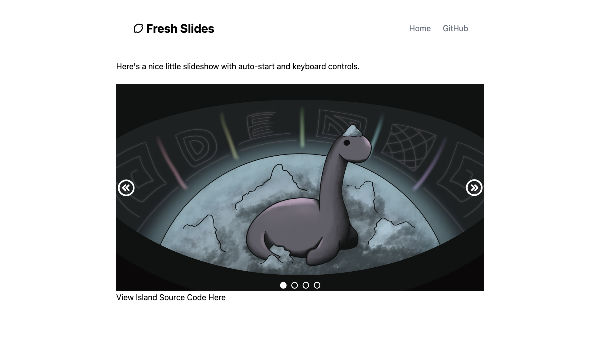 Fresh Slides
Home GitHub
Here's a nice little slideshow with auto-start and keyboard controls.
DEN
View Island Source Code Here